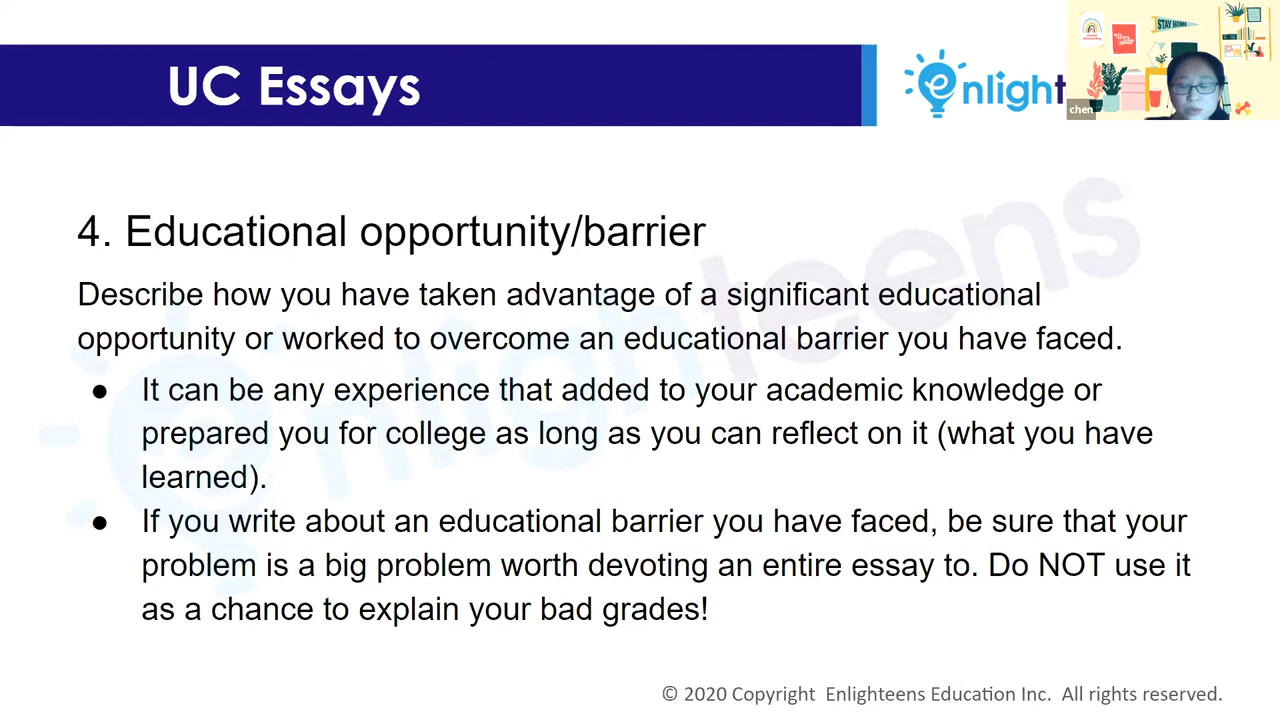 UC Essays
enlight
STAY HOME
chen
4. Educational opportunity/barrier
Describe how you have taken advantage of a significant educational
opportunity or worked to overcome an educational barrier you have faced.
● It can be any experience that added to your academic knowledge or
prepared you for college as long as you can reflect on it (what you have
learned).
● If you write about an educational barrier you have faced, be sure that your
problem is a big problem worth devoting an entire essay to. Do NOT use it
as a chance to explain your bad grades!
enlighteens
© 2020 Copyright Enlighteens Education Inc. All rights reserved.